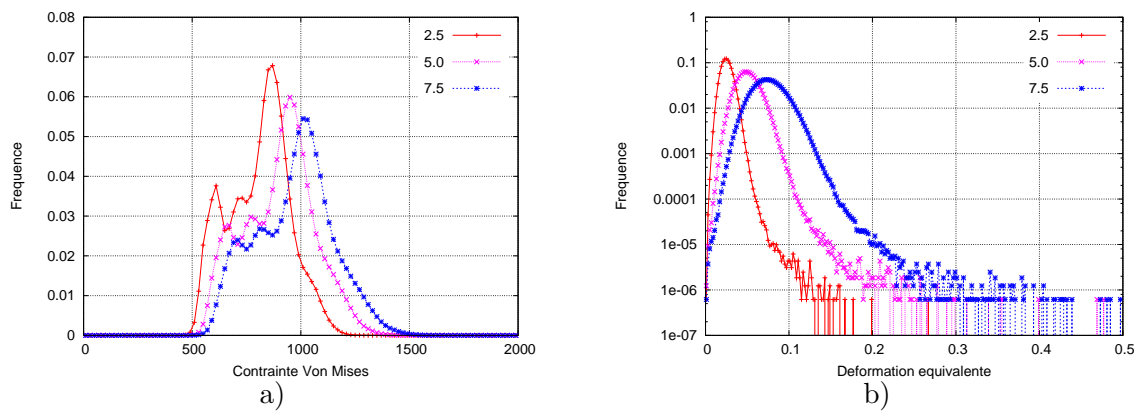 0.08
0.07
0.06
0.05
0.04
0.03
0.02
0.01
0
0 500 1000 1500 2000
Frequence
Contrainte Von Mises
2.5
5.0
7.5
a)
1
0.1
0.01
0.001
0.0001
1e-05
1e-06
1e-07
0 0.1 0.2 0.3 0.4 0.5
Frequence
Deformation equivalente
2.5
5.0
7.5
b)